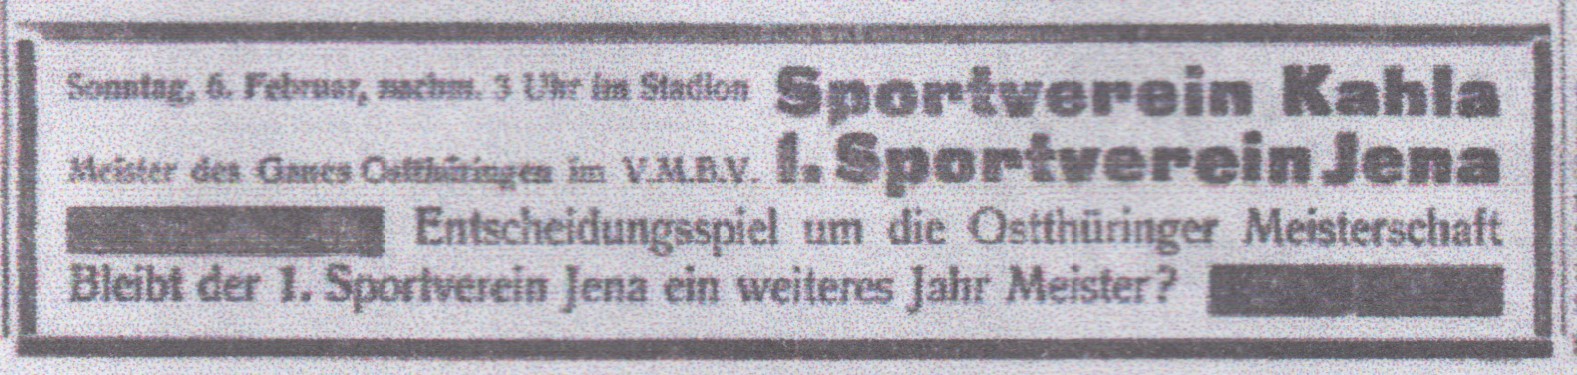 Sonntag, 6. Februar, nachm. 3 Uhr im Stadion
Sportverein Kahla
Meister des Gaues Ostthüringen im V.M.B.V.
1. Sportverein Jena
Entscheidungsspiel um die Ostthüringer Meisterschaft
Bleibt der 1. Sportverein Jena ein weiteres Jahr Meister?